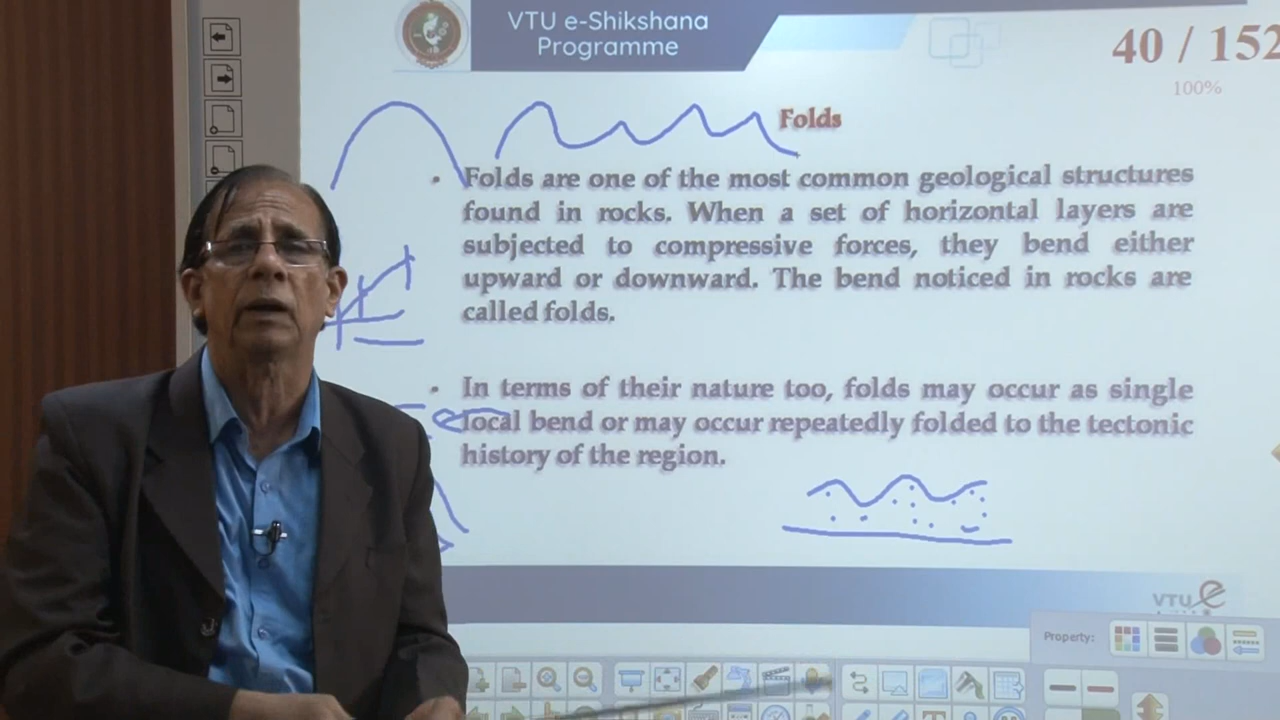 VTU e-Shikshana
Programme
40 / 152
100%
Folds
• Folds are one of the most common geological structures
found in rocks. When a set of horizontal layers are
subjected to compressive forces, they bend either
upward or downward. The bend noticed in rocks are
called folds.
• In terms of their nature too, folds may occur as single
local bend or may occur repeatedly folded to the tectonic
history of the region.
VTU e
Property: